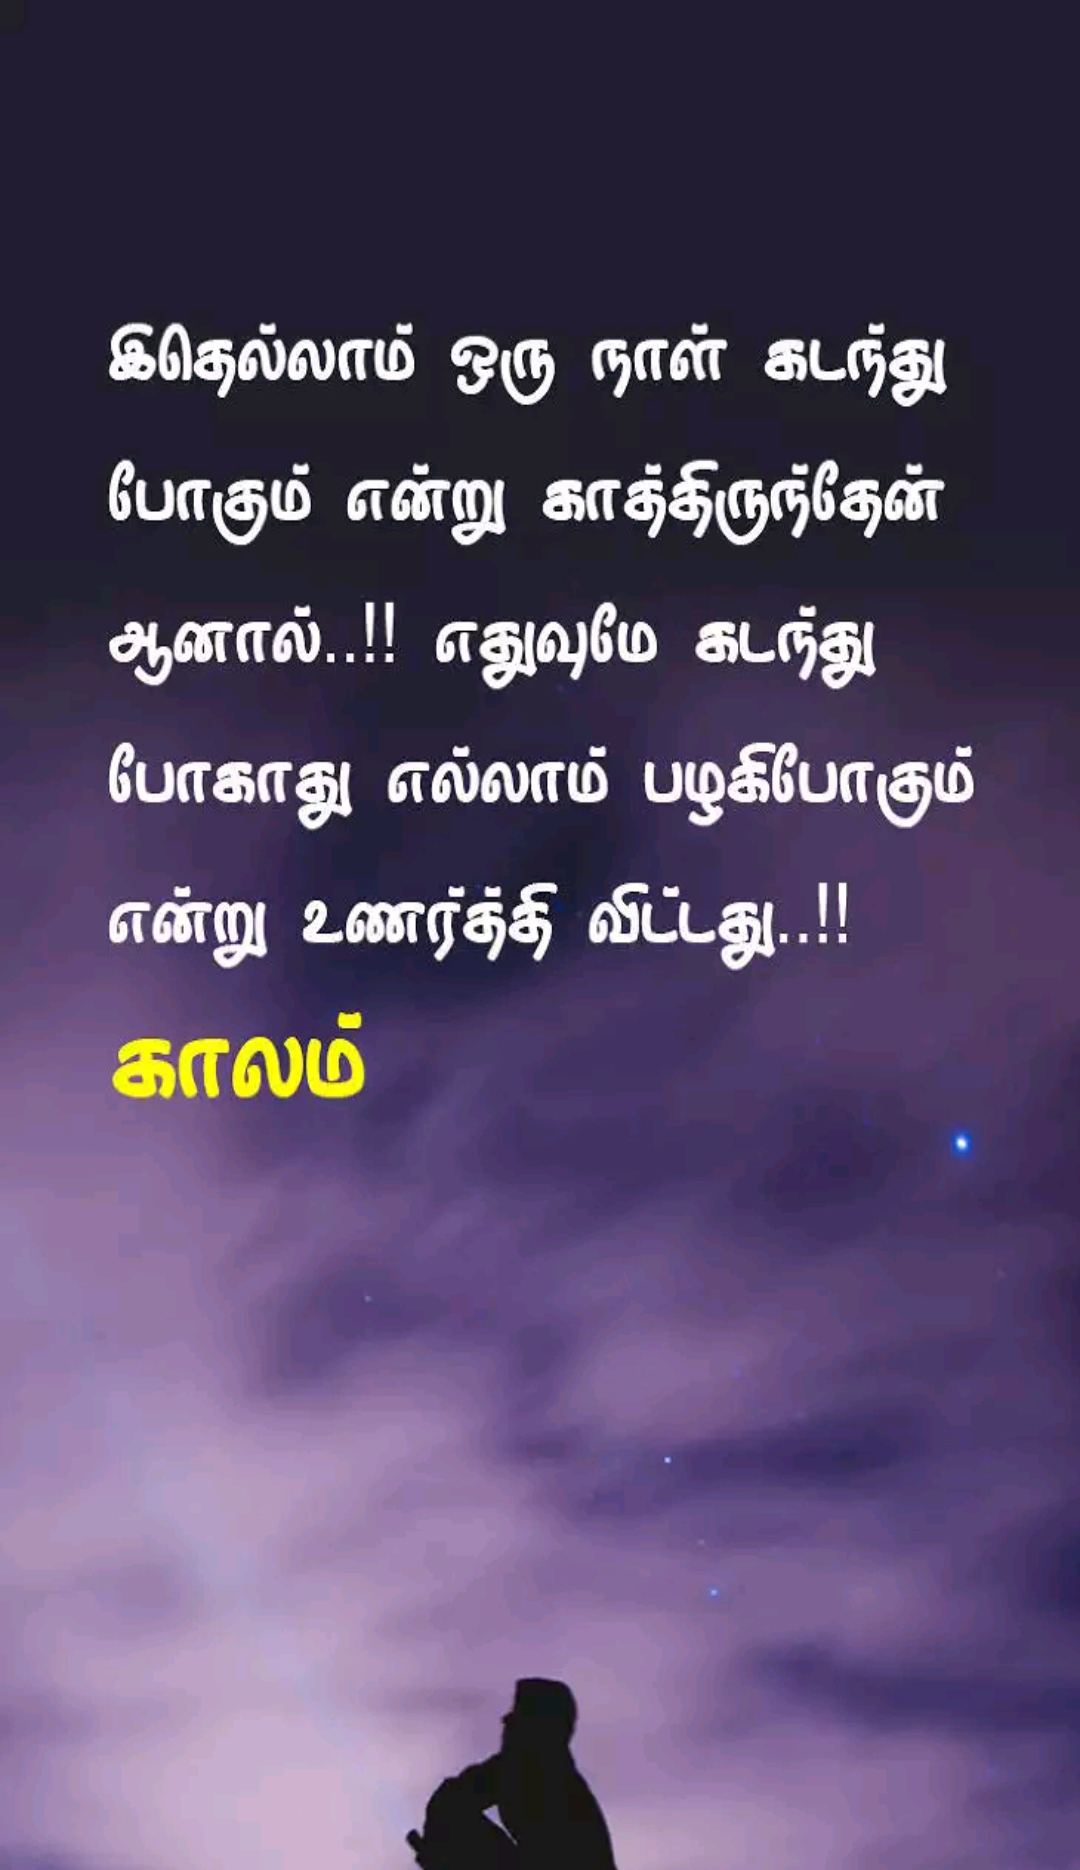 இதெல்லாம் ஒரு நாள் கடந்து
போகும் என்று காத்திருந்தேன்
ஆனால்..!! எதுவுமே கடந்து
போகாது எல்லாம் பழகிபோகும்
என்று உணர்த்தி விட்டது..!!
காலம்